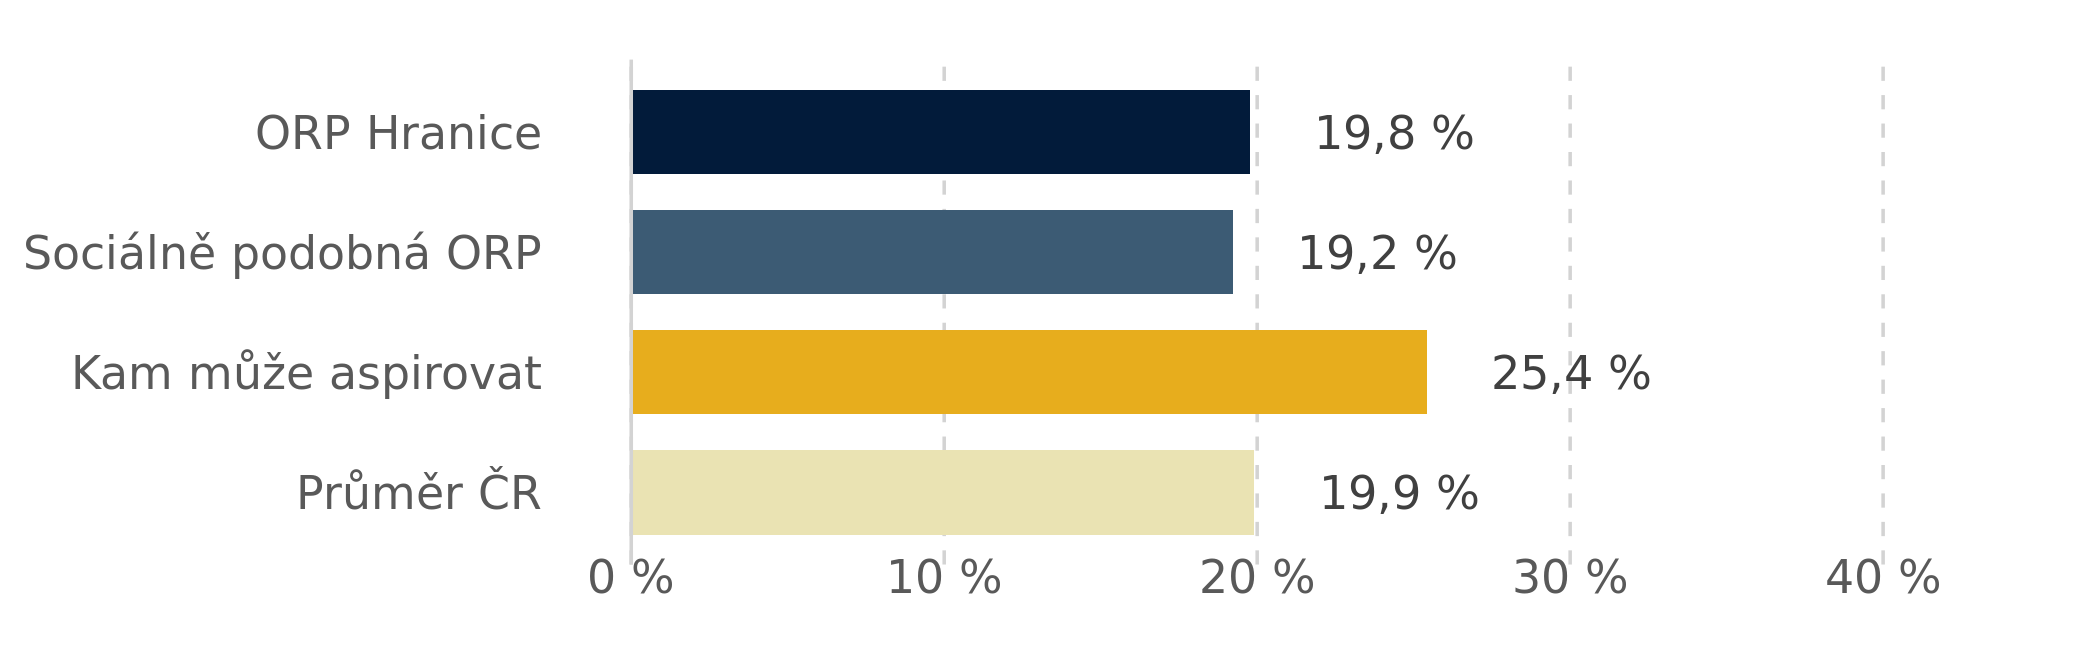 ORP Hranice 19,8 %
Sociálně podobná ORP 19,2 %
Kam může aspirovat 25,4 %
Průměr ČR 19,9 %
0 % 10 % 20 % 30 % 40 %